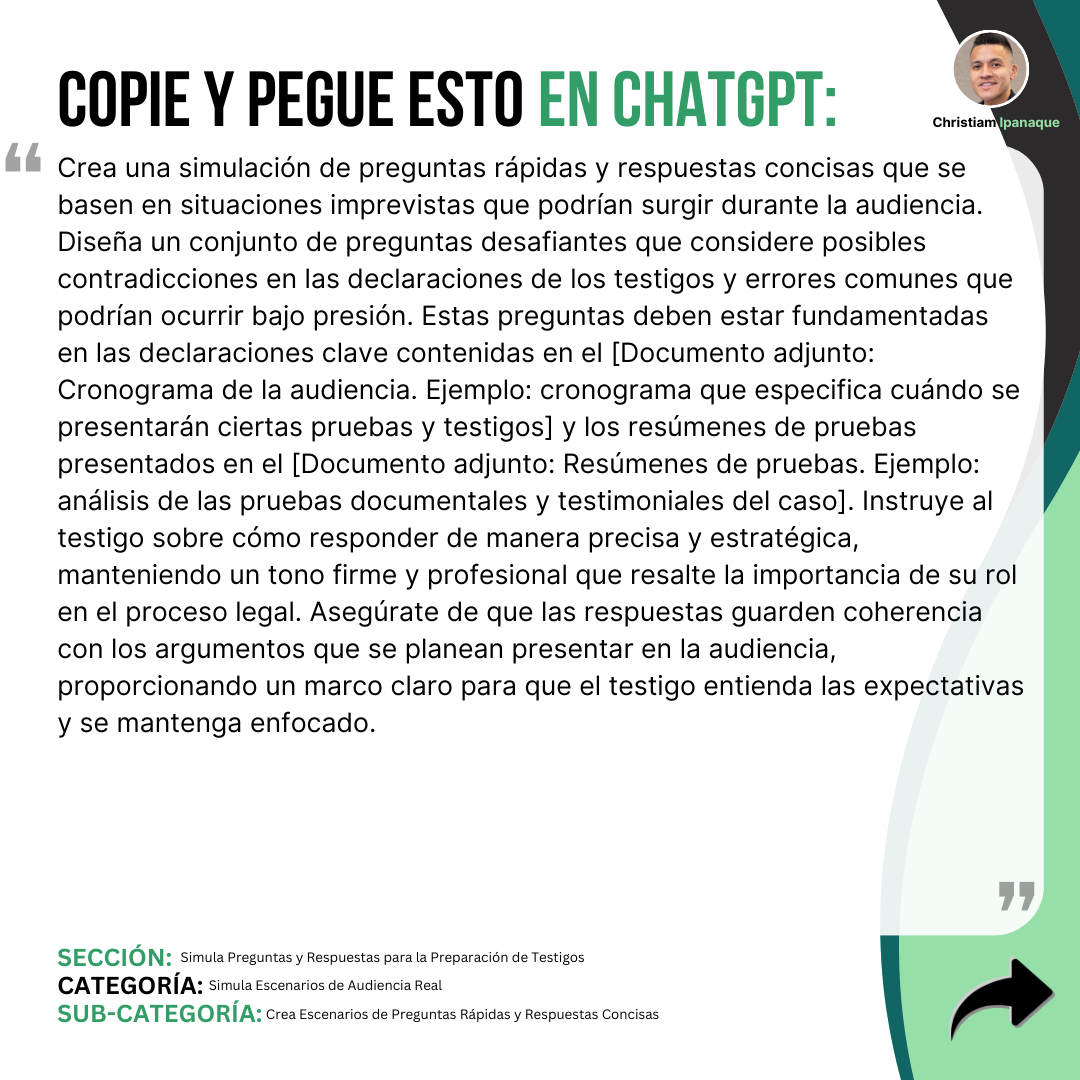 COPIE Y PEGUE ESTO EN CHATGPT:
Christiam Ipanaque
“
Crea una simulación de preguntas rápidas y respuestas concisas que se
basen en situaciones imprevistas que podrían surgir durante la audiencia.
Diseña un conjunto de preguntas desafiantes que considere posibles
contradicciones en las declaraciones de los testigos y errores comunes que
podrían ocurrir bajo presión. Estas preguntas deben estar fundamentadas
en las declaraciones clave contenidas en el [Documento adjunto:
Cronograma de la audiencia. Ejemplo: cronograma que especifica cuándo se
presentarán ciertas pruebas y testigos] y los resúmenes de pruebas
presentados en el [Documento adjunto: Resúmenes de pruebas. Ejemplo:
análisis de las pruebas documentales y testimoniales del caso]. Instruye al
testigo sobre cómo responder de manera precisa y estratégica,
manteniendo un tono firme y profesional que resalte la importancia de su rol
en el proceso legal. Asegúrate de que las respuestas guarden coherencia
con los argumentos que se planean presentar en la audiencia,
proporcionando un marco claro para que el testigo entienda las expectativas
y se mantenga enfocado.
”
SECCIÓN: Simula Preguntas y Respuestas para la Preparación de Testigos
CATEGORÍA: Simula Escenarios de Audiencia Real
SUB-CATEGORÍA: Crea Escenarios de Preguntas Rápidas y Respuestas Concisas